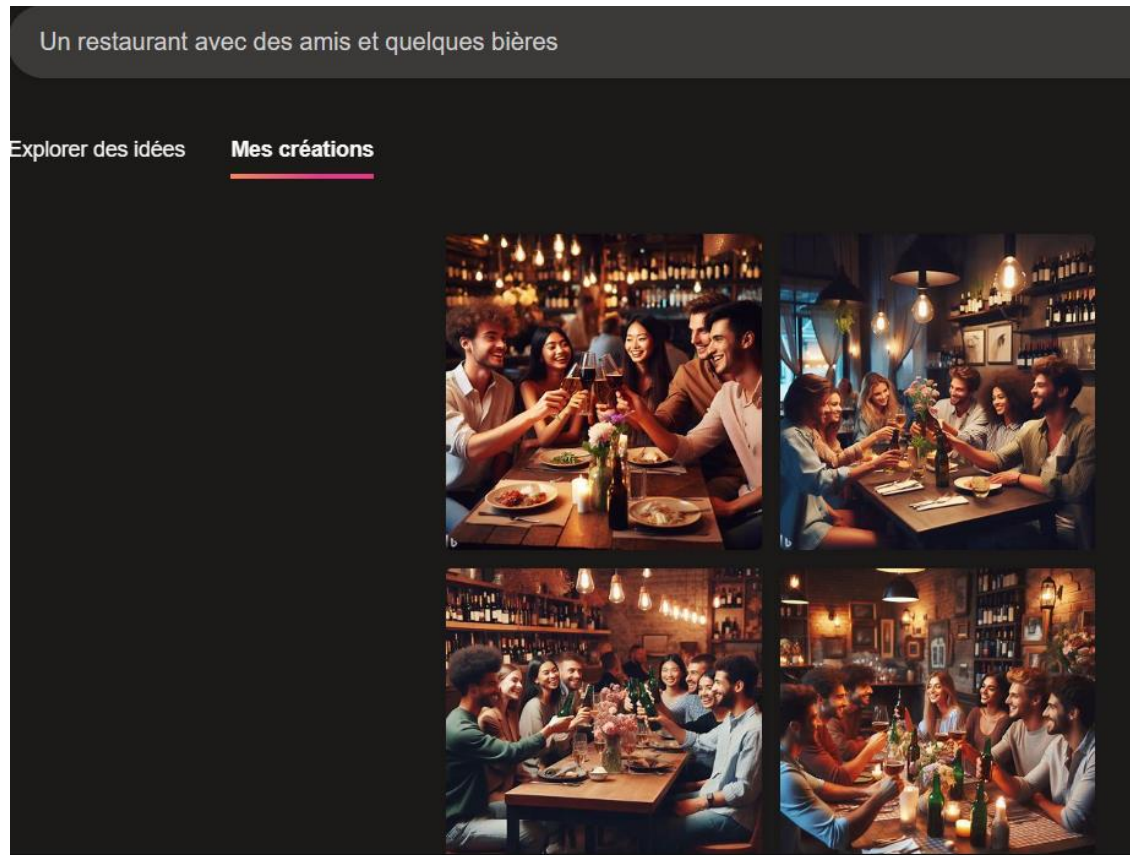 Un restaurant avec des amis et quelques bières
Explorer des idées Mes créations